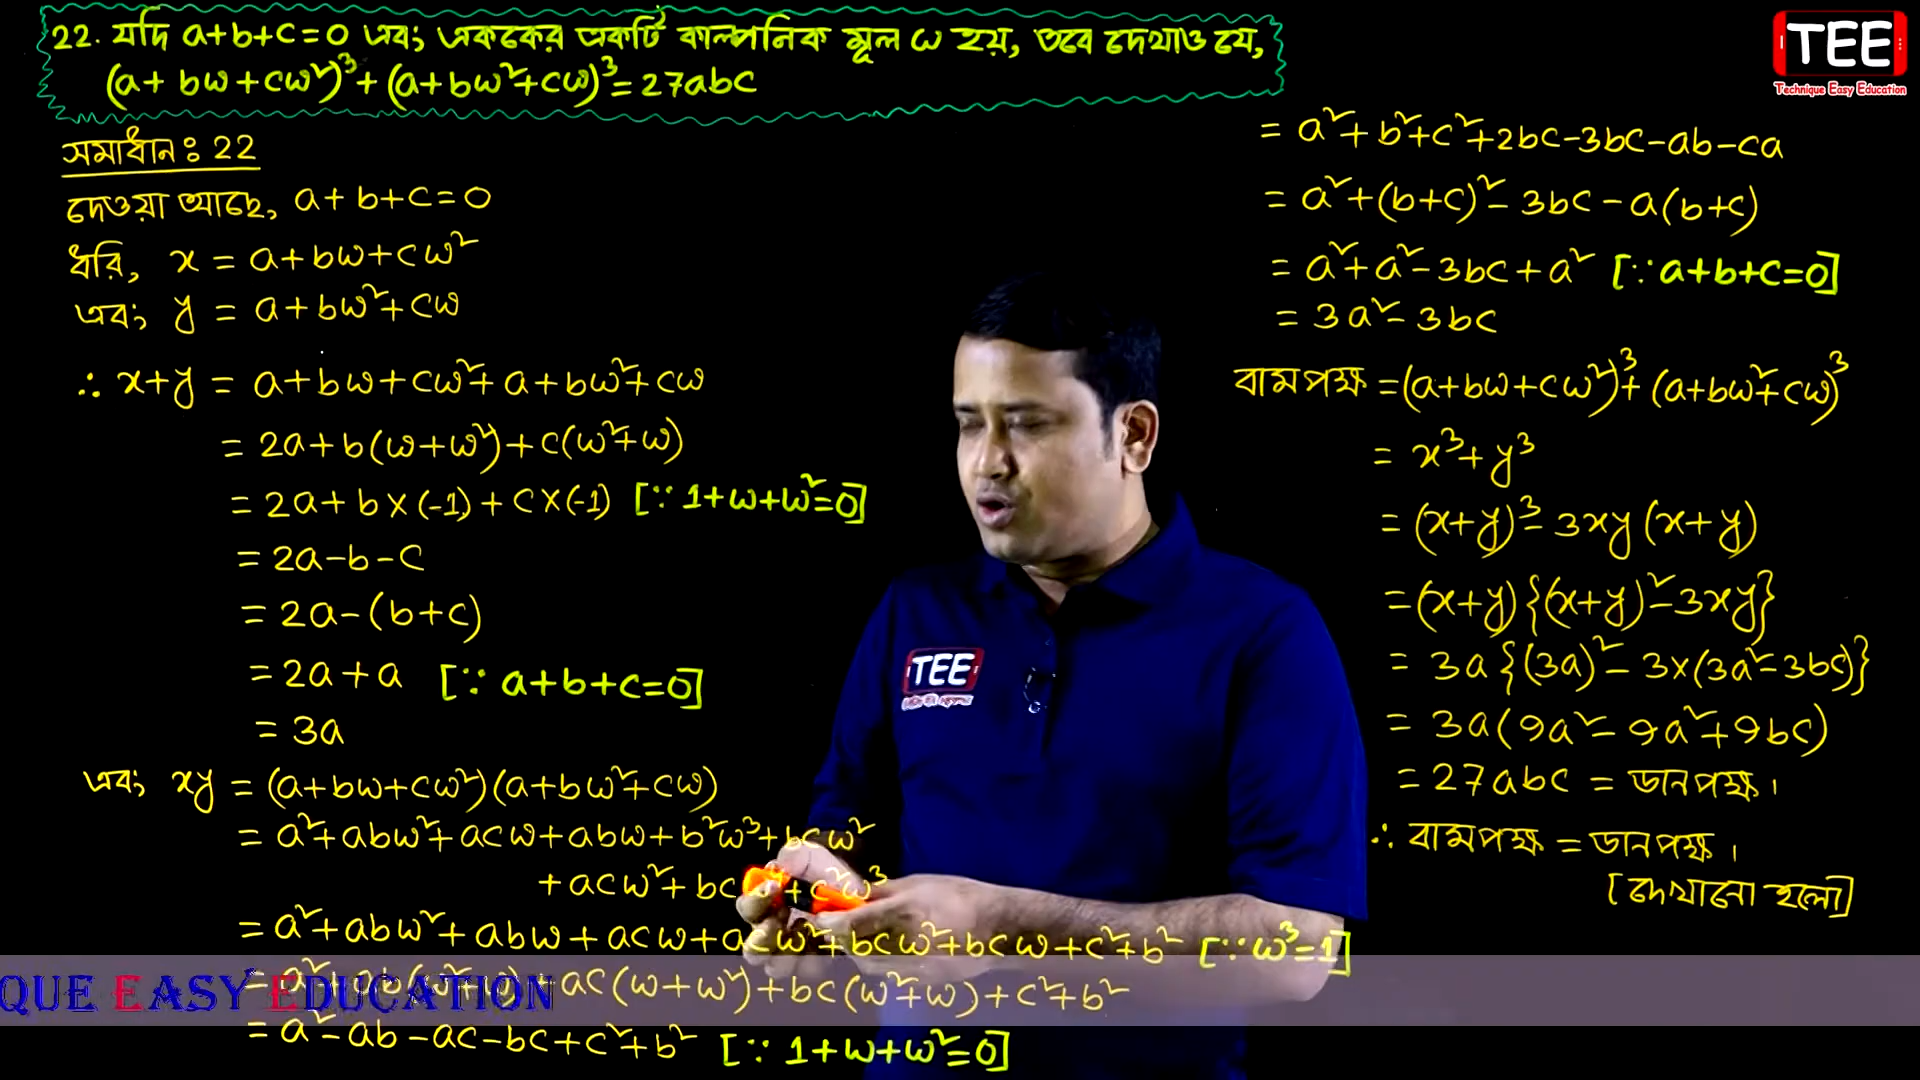 22. যদি a+b+c=0 এবং এককের একটি কাল্পনিক মূল ω হয়, তবে দেখাও যে,
(a+bω+cω²)³+(a+bω²+cω)³=27abc
সমাধান: 22
দেওয়া আছে, a+b+c=0
ধরি, x = a+bω+cω²
এবং y = a+bω²+cω
∴ x+y = a+bω+cω²+a+bω²+cω
= 2a+b(ω+ω²)+c(ω²+ω)
= 2a+b×(-1)+c×(-1) [∵ 1+ω+ω²=0]
= 2a-b-c
= 2a-(b+c)
= 2a+a [∵ a+b+c=0]
= 3a
এবং xy = (a+bω+cω²)(a+bω²+cω)
= a²+abω²+acω+abω+b²ω³+bcω²
+acω²+bcω⁴+c²ω³
= a²+abω²+abω+acω+acω²+bcω²+bcω+c²+b² [∵ ω³=1]
= a²+ab(ω²+ω)+ac(ω+ω²)+bc(ω²+ω)+c²+b²
= a²-ab-ac-bc+c²+b² [∵ 1+ω+ω²=0]
= a²+b²+c²+2bc-3bc-ab-ca
= a²+(b+c)²-3bc-a(b+c)
= a²+a²-3bc+a² [∵ a+b+c=0]
= 3a²-3bc
বামপক্ষ = (a+bω+cω²)³+(a+bω²+cω)³
= x³+y³
= (x+y)³-3xy(x+y)
= (x+y){(x+y)²-3xy}
= 3a{(3a)²-3×(3a²-3bc)}
= 3a(9a²-9a²+9bc)
= 27abc = ডানপক্ষ।
∴ বামপক্ষ = ডানপক্ষ।
[দেখানো হলো]
TEE
Technique Easy Education
TEE
QUE EASY EDUCATION